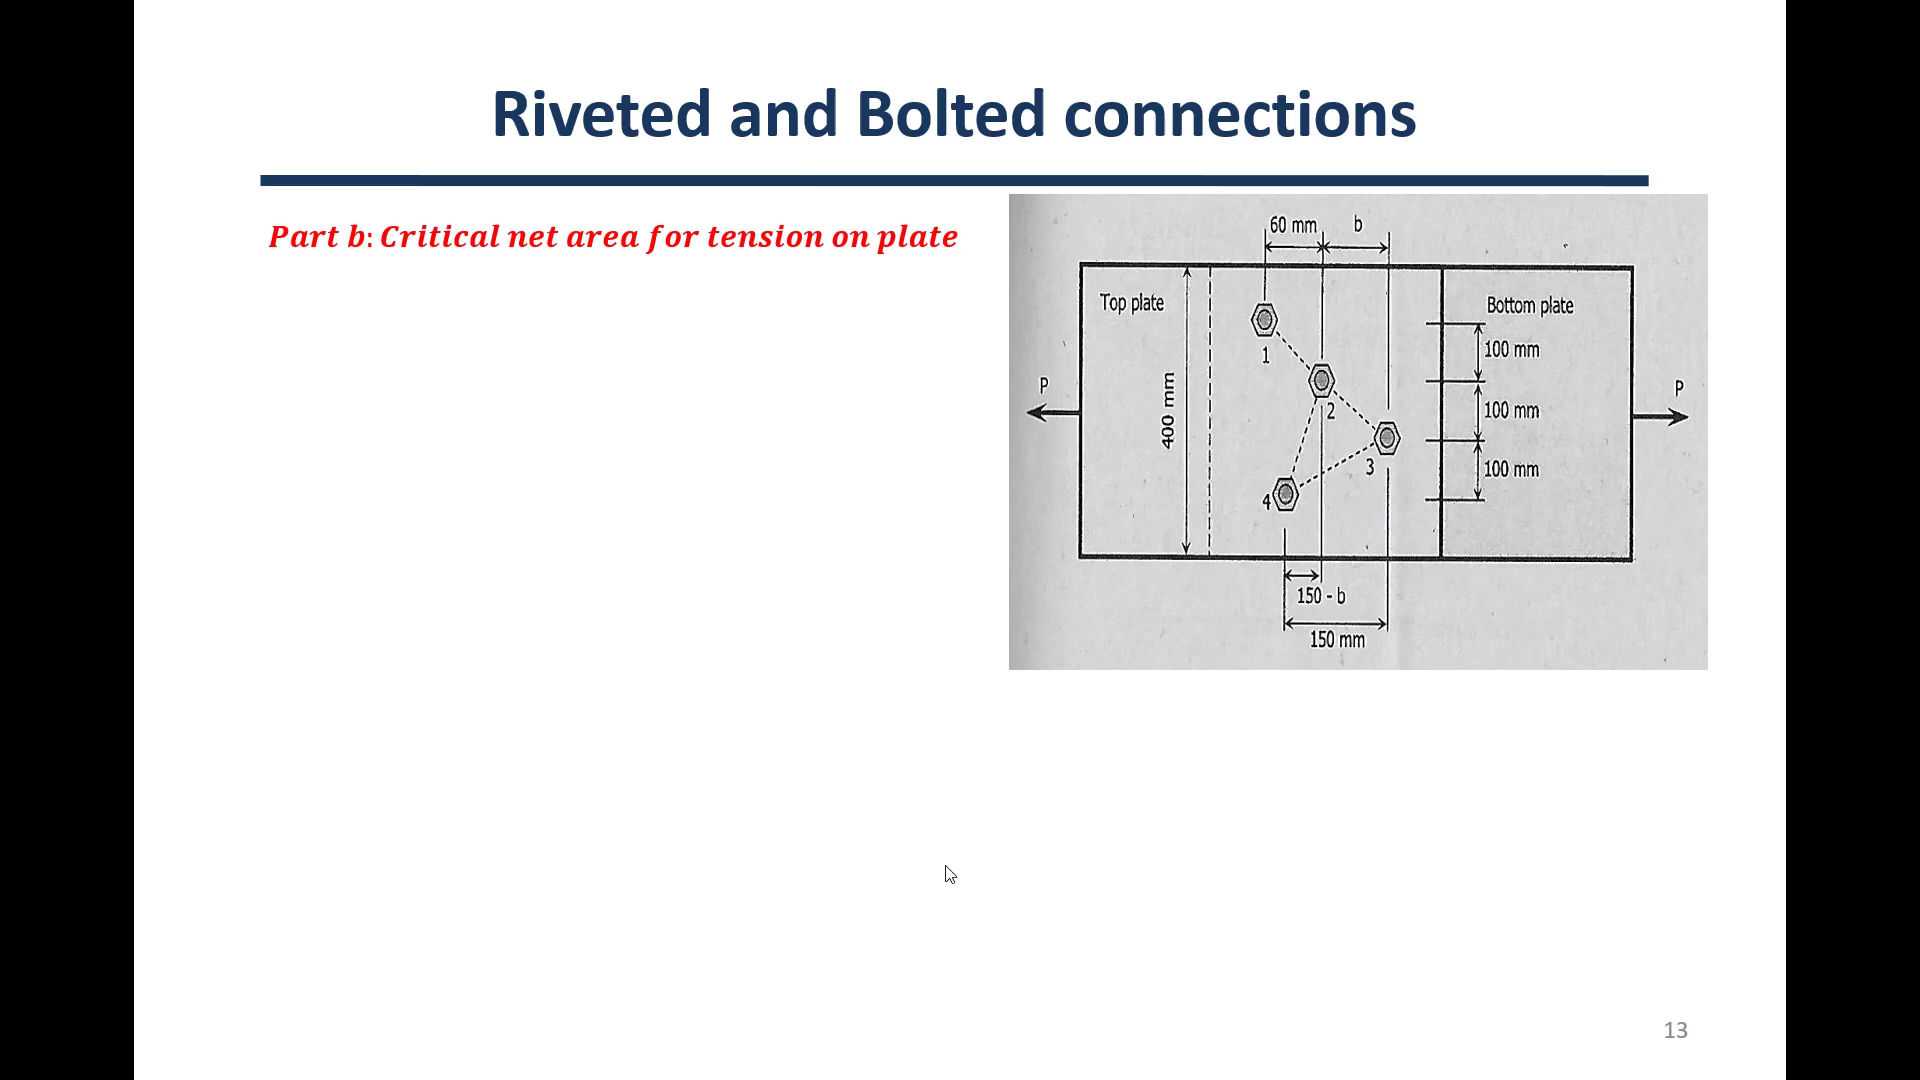 Riveted and Bolted connections
Part b: Critical net area for tension on plate
60 mm
b
Top plate
Bottom plate
1
100 mm
P
P
2
400 mm
100 mm
3
100 mm
4
150 - b
150 mm
13